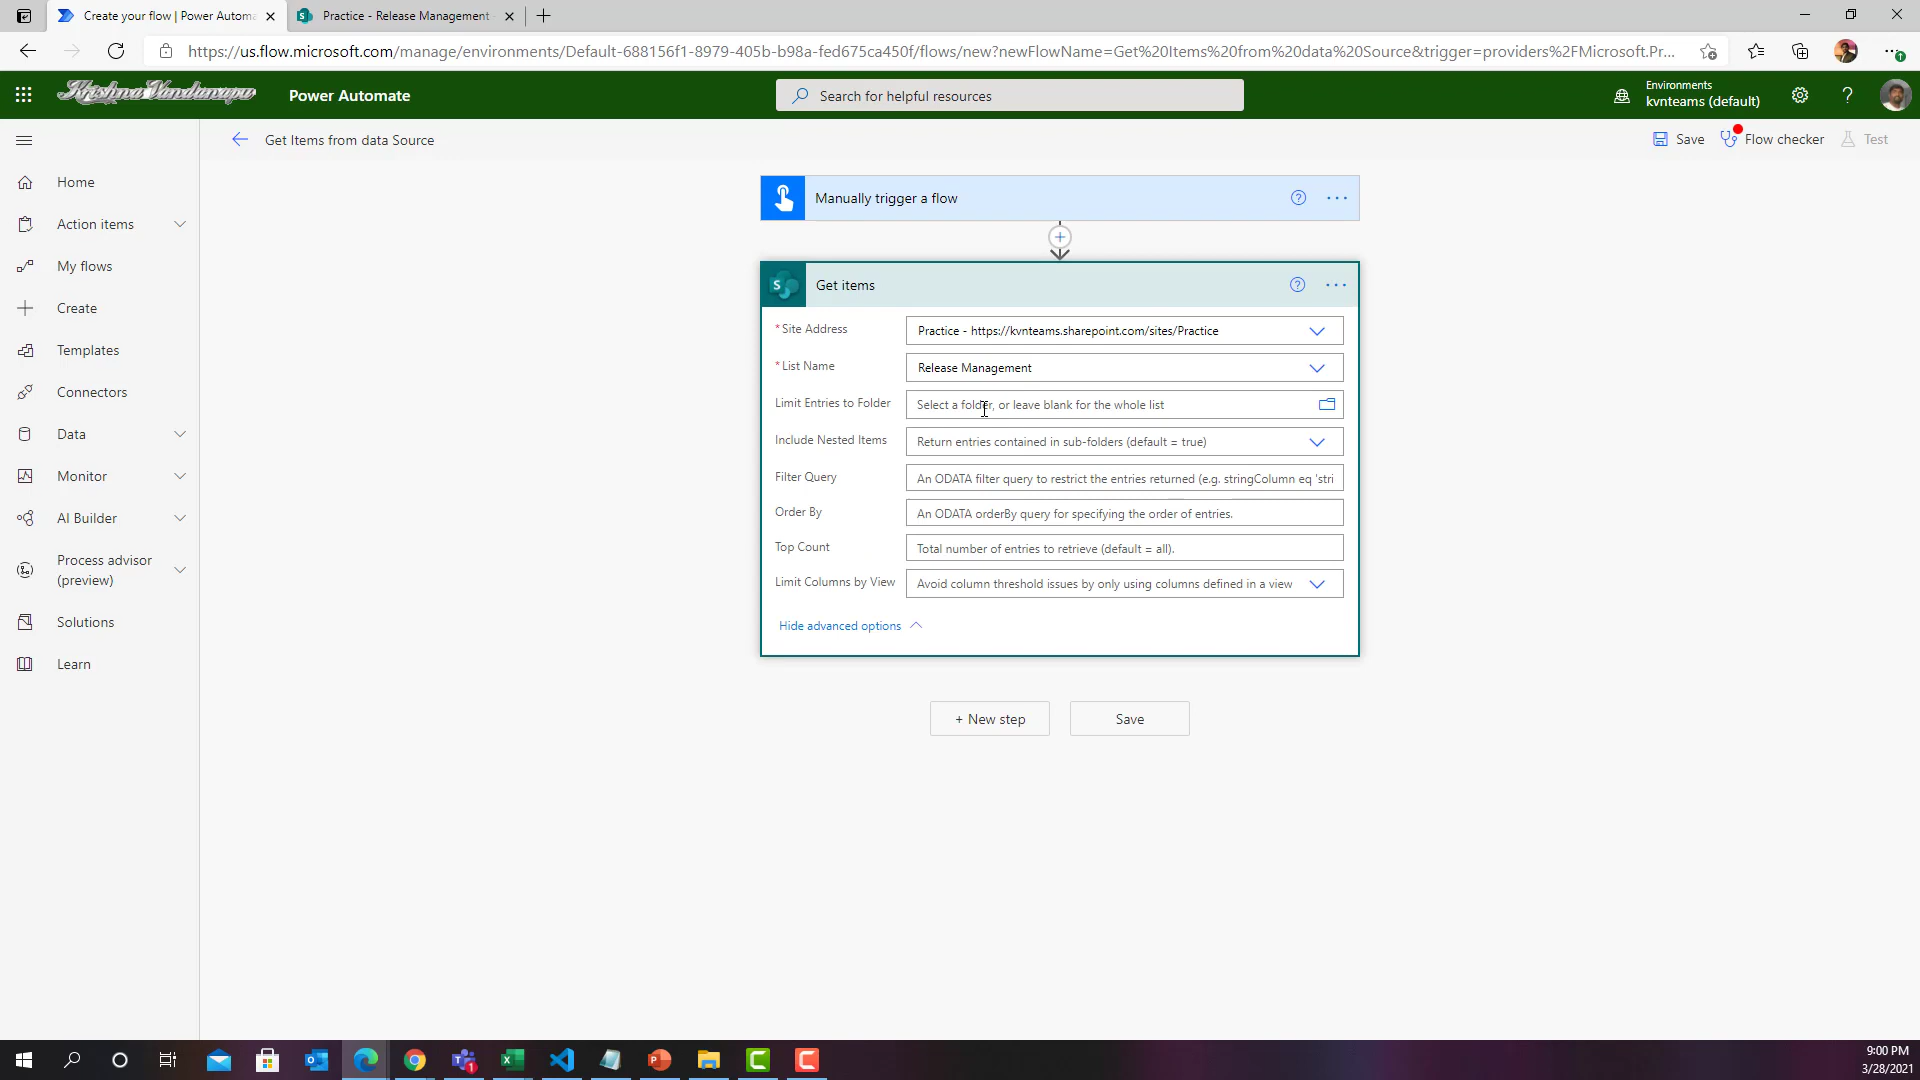 Create your flow | Power Automa
Practice - Release Management
https://us.flow.microsoft.com/manage/environments/Default-688156f1-8979-405b-b98a-fed675ca450f/flows/new?newFlowName=Get%20Items%20from%20data%20Source&trigger=providers%2FMicrosoft.Pr...
Krishna Vandanapu
Power Automate
Search for helpful resources
Environments
kvnteams (default)
?
Get Items from data Source
Save
Flow checker
Test
Home
Action items
My flows
Create
Templates
Connectors
Data
Monitor
AI Builder
Process advisor
(preview)
Solutions
Learn
Manually trigger a flow
S
Get items
*Site Address
Practice - https://kvnteams.sharepoint.com/sites/Practice
*List Name
Release Management
Limit Entries to Folder
Select a folder, or leave blank for the whole list
Include Nested Items
Return entries contained in sub-folders (default = true)
Filter Query
An ODATA filter query to restrict the entries returned (e.g. stringColumn eq 'stri
Order By
An ODATA orderBy query for specifying the order of entries.
Top Count
Total number of entries to retrieve (default = all).
Limit Columns by View
Avoid column threshold issues by only using columns defined in a view
Hide advanced options
+ New step
Save
9:00 PM
3/28/2021